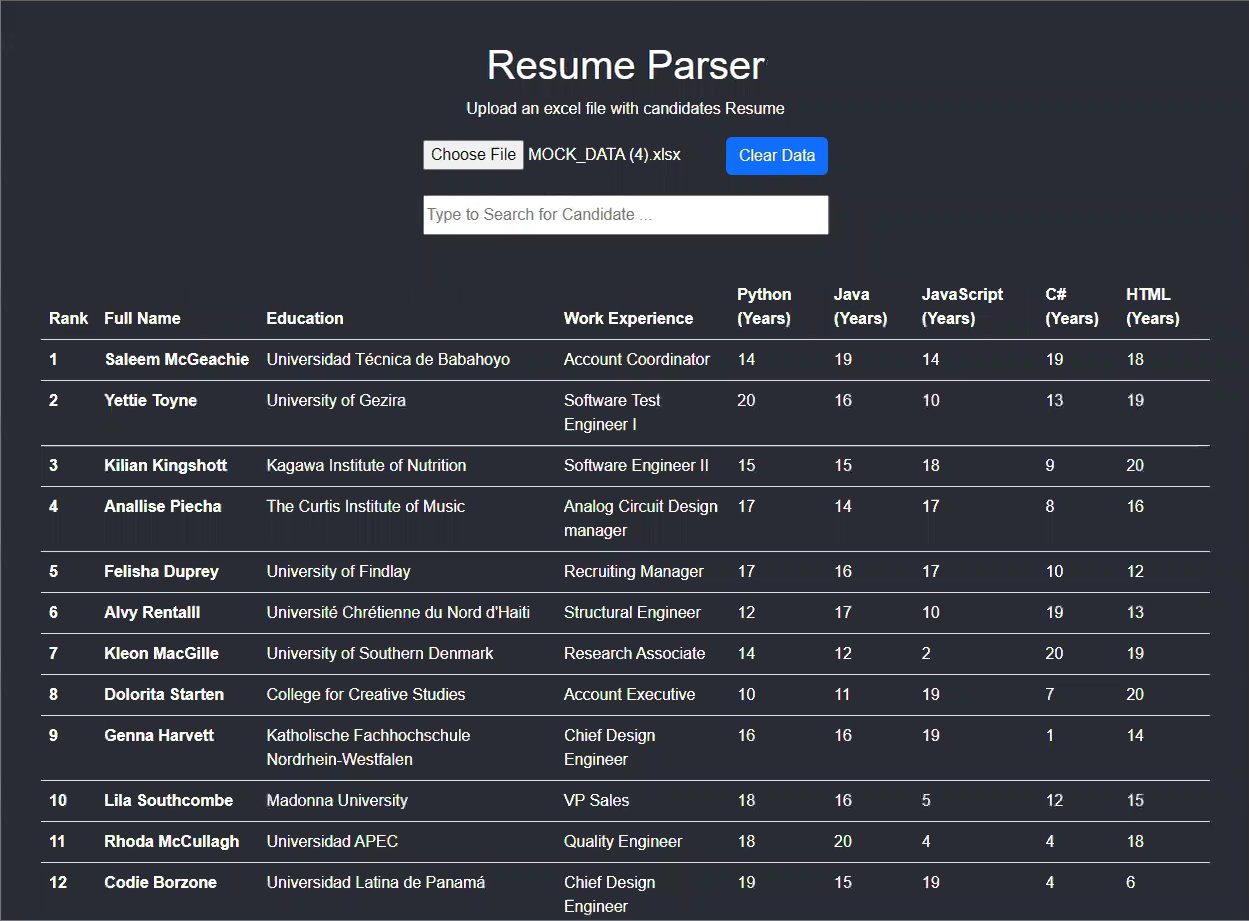 Resume Parser
Upload an excel file with candidates Resume
Choose File MOCK_DATA (4).xlsx Clear Data
Type to Search for Candidate ...
Rank Full Name Education Work Experience Python (Years) Java (Years) JavaScript (Years) C# (Years) HTML (Years)
1 Saleem McGeachie Universidad Técnica de Babahoyo Account Coordinator 14 19 14 19 18
2 Yettie Toyne University of Gezira Software Test Engineer I 20 16 10 13 19
3 Kilian Kingshott Kagawa Institute of Nutrition Software Engineer II 15 15 18 9 20
4 Anallise Piecha The Curtis Institute of Music Analog Circuit Design manager 17 14 17 8 16
5 Felisha Duprey University of Findlay Recruiting Manager 17 16 17 10 12
6 Alvy Rentalll Université Chrétienne du Nord d'Haiti Structural Engineer 12 17 10 19 13
7 Kleon MacGille University of Southern Denmark Research Associate 14 12 2 20 19
8 Dolorita Starten College for Creative Studies Account Executive 10 11 19 7 20
9 Genna Harvett Katholische Fachhochschule Nordrhein-Westfalen Chief Design Engineer 16 16 19 1 14
10 Lila Southcombe Madonna University VP Sales 18 16 5 12 15
11 Rhoda McCullagh Universidad APEC Quality Engineer 18 20 4 4 18
12 Codie Borzone Universidad Latina de Panamá Chief Design Engineer 19 15 19 4 6